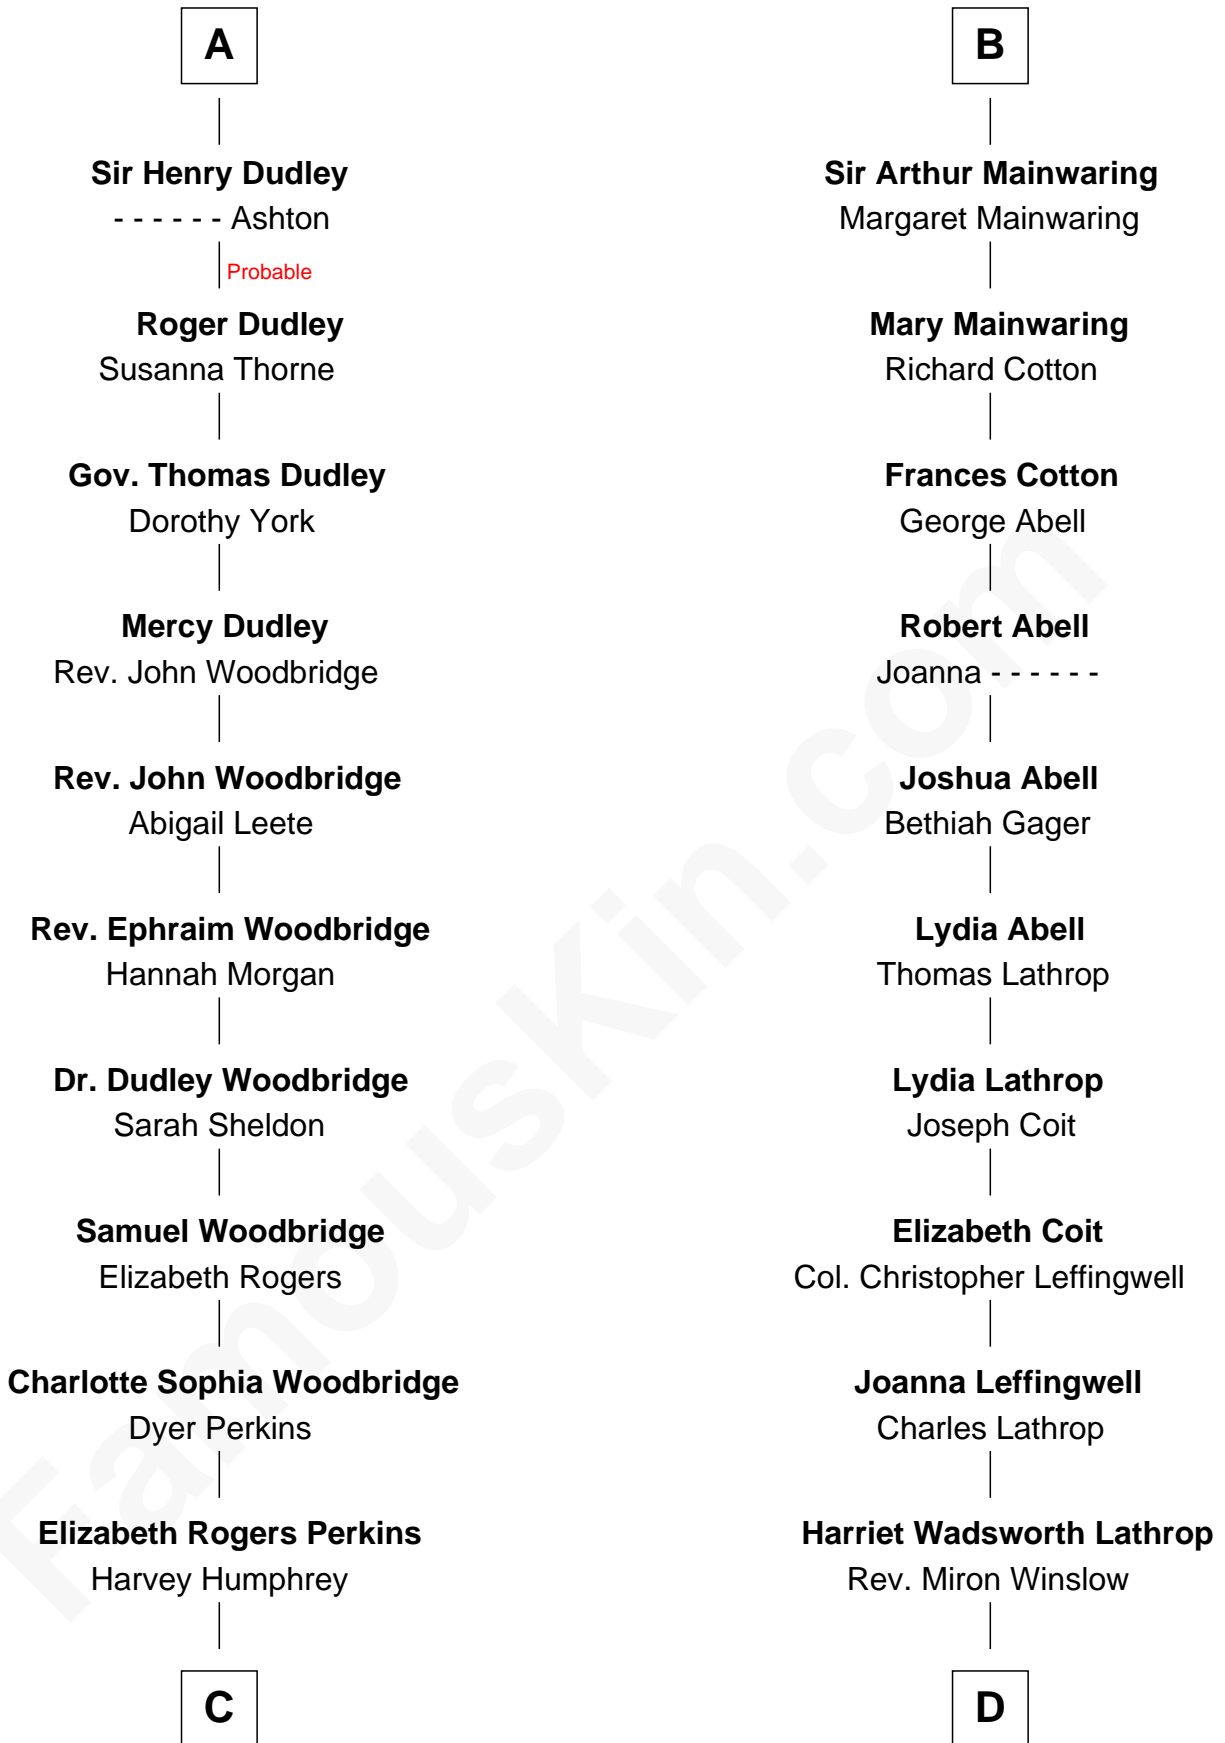 A
Sir Henry Dudley
- - - - - - Ashton
Probable
Roger Dudley
Susanna Thorne
Gov. Thomas Dudley
Dorothy York
Mercy Dudley
Rev. John Woodbridge
Rev. John Woodbridge
Abigail Leete
Rev. Ephraim Woodbridge
Hannah Morgan
Dr. Dudley Woodbridge
Sarah Sheldon
Samuel Woodbridge
Elizabeth Rogers
Charlotte Sophia Woodbridge
Dyer Perkins
Elizabeth Rogers Perkins
Harvey Humphrey
C
B
Sir Arthur Mainwaring
Margaret Mainwaring
Mary Mainwaring
Richard Cotton
Frances Cotton
George Abell
Robert Abell
Joanna - - - - - -
Joshua Abell
Bethiah Gager
Lydia Abell
Thomas Lathrop
Lydia Lathrop
Joseph Coit
Elizabeth Coit
Col. Christopher Leffingwell
Joanna Leffingwell
Charles Lathrop
Harriet Wadsworth Lathrop
Rev. Miron Winslow
D
FamousKin.com